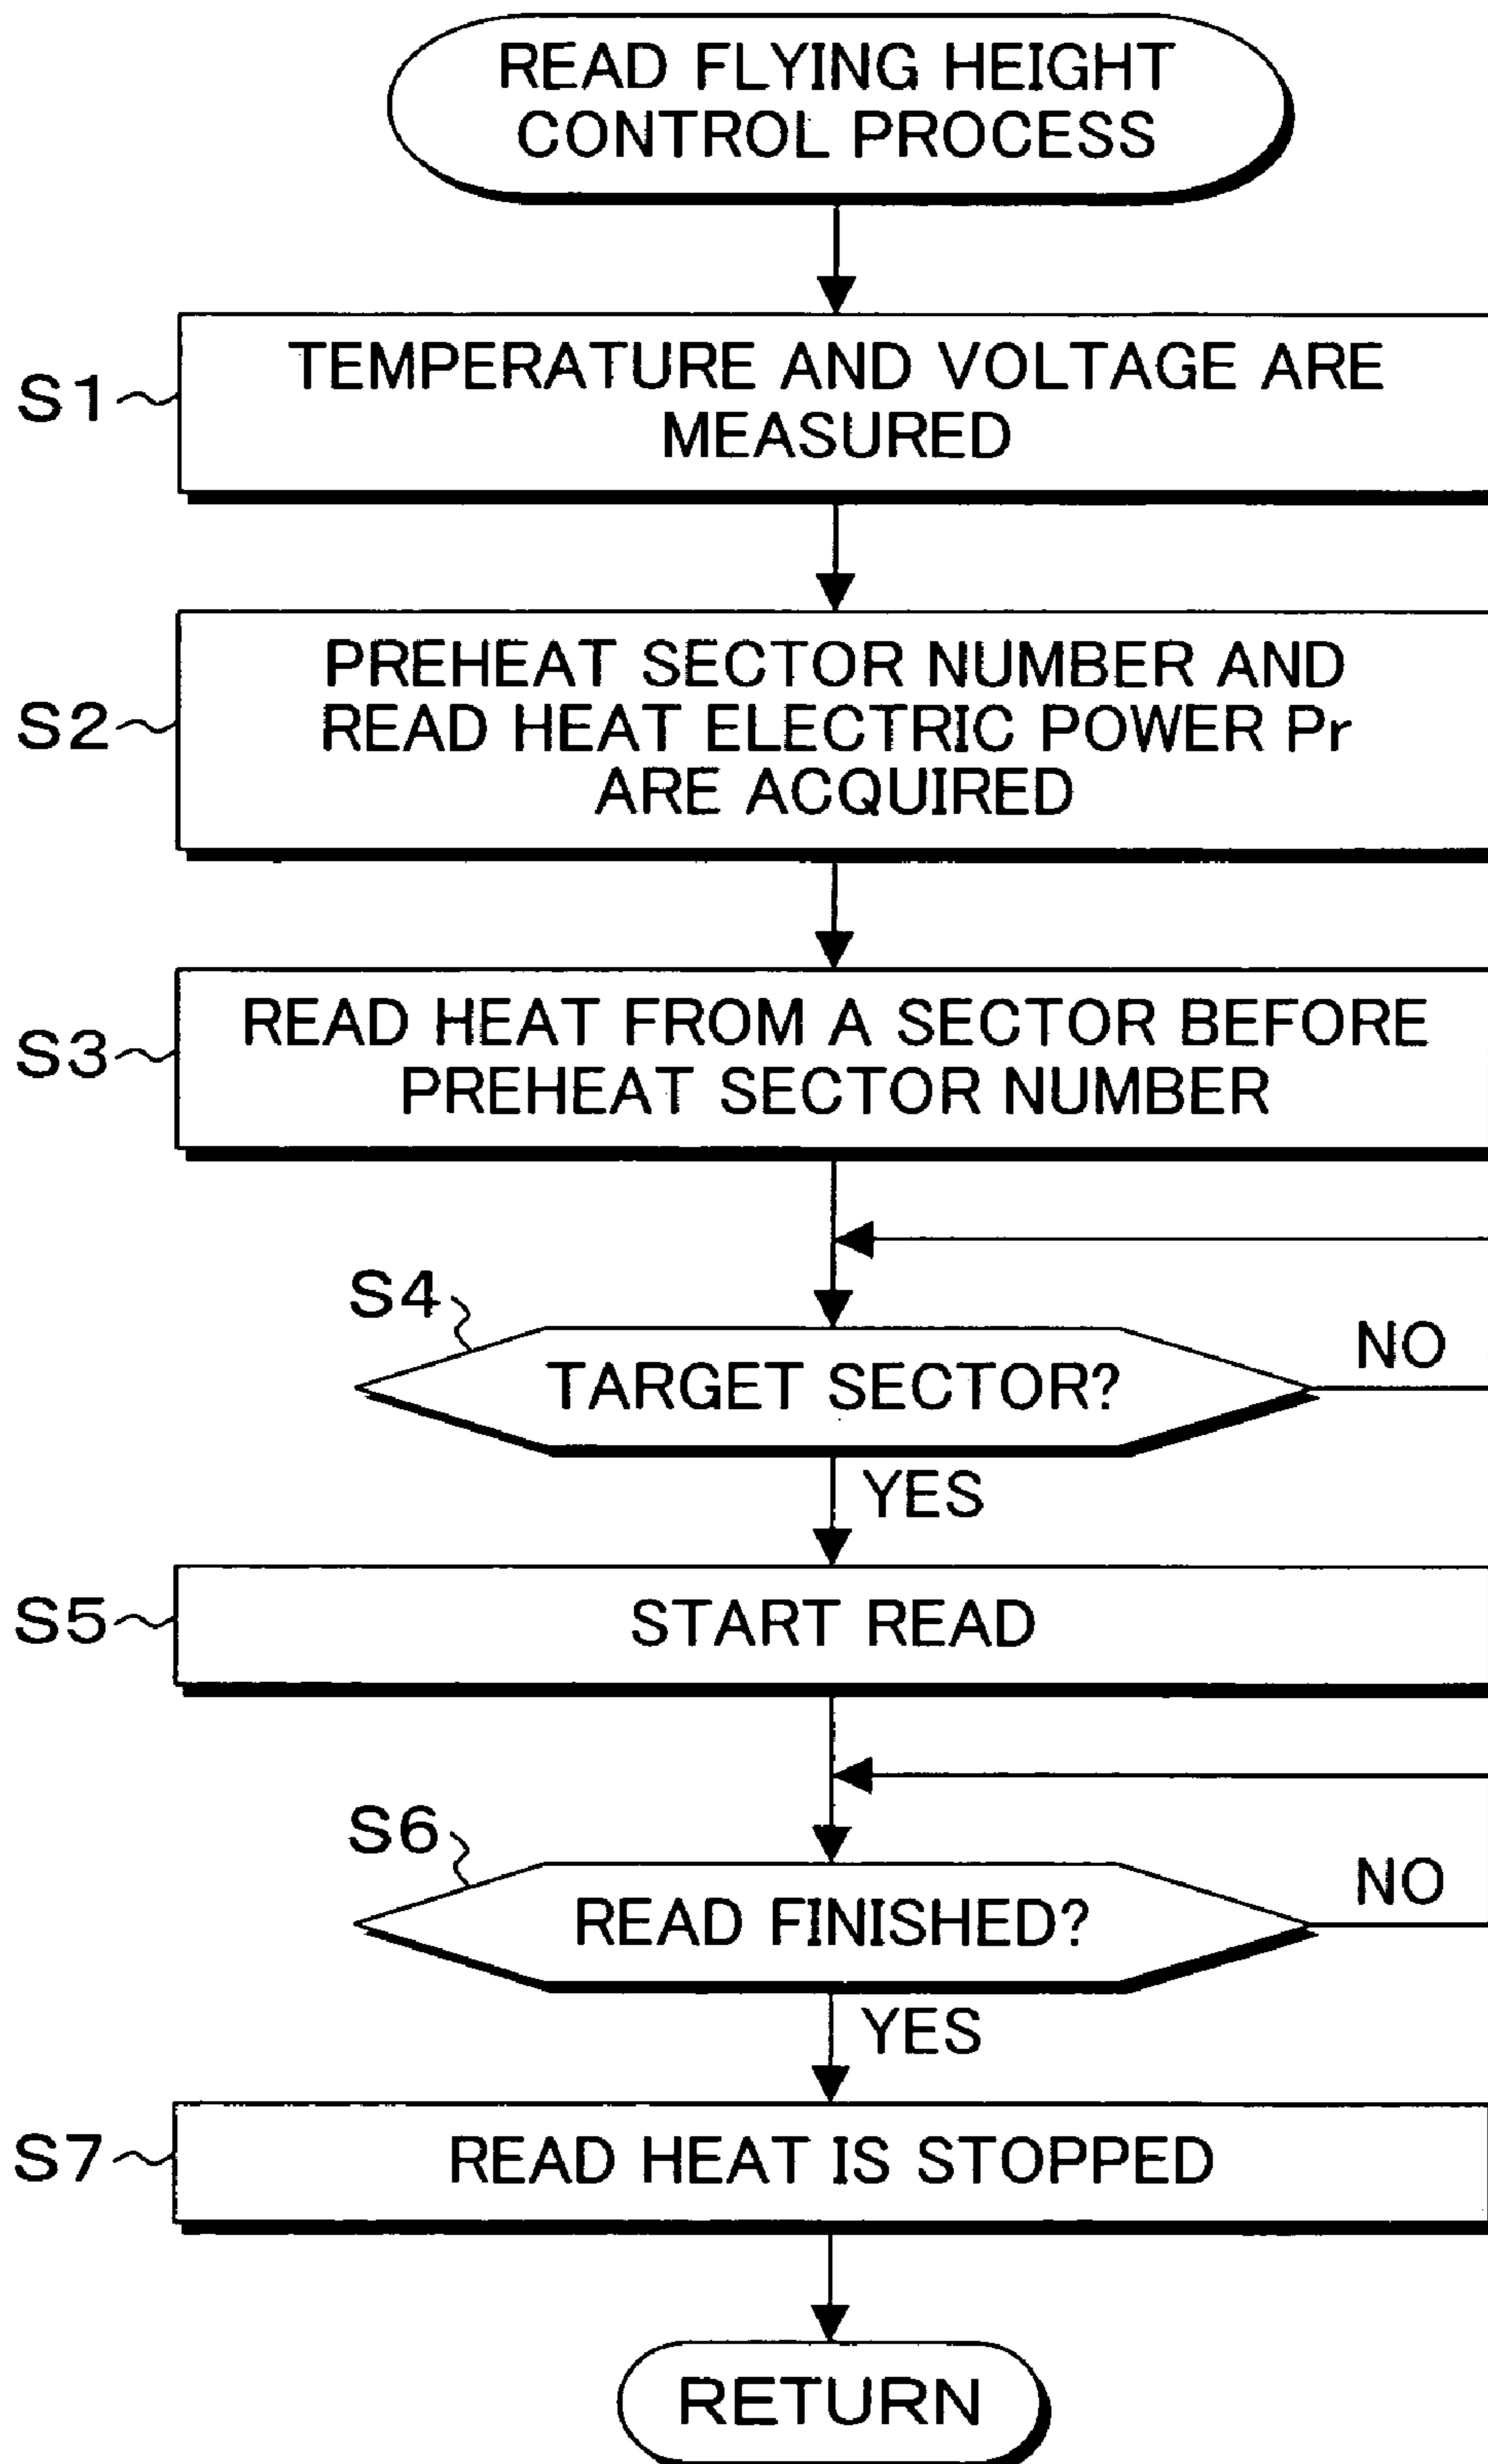 READ FLYING HEIGHT
CONTROL PROCESS
S1
TEMPERATURE AND VOLTAGE ARE
MEASURED
S2
PREHEAT SECTOR NUMBER AND
READ HEAT ELECTRIC POWER Pr
ARE ACQUIRED
S3
READ HEAT FROM A SECTOR BEFORE
PREHEAT SECTOR NUMBER
S4
TARGET SECTOR?
NO
YES
S5
START READ
S6
READ FINISHED?
NO
YES
S7
READ HEAT IS STOPPED
RETURN